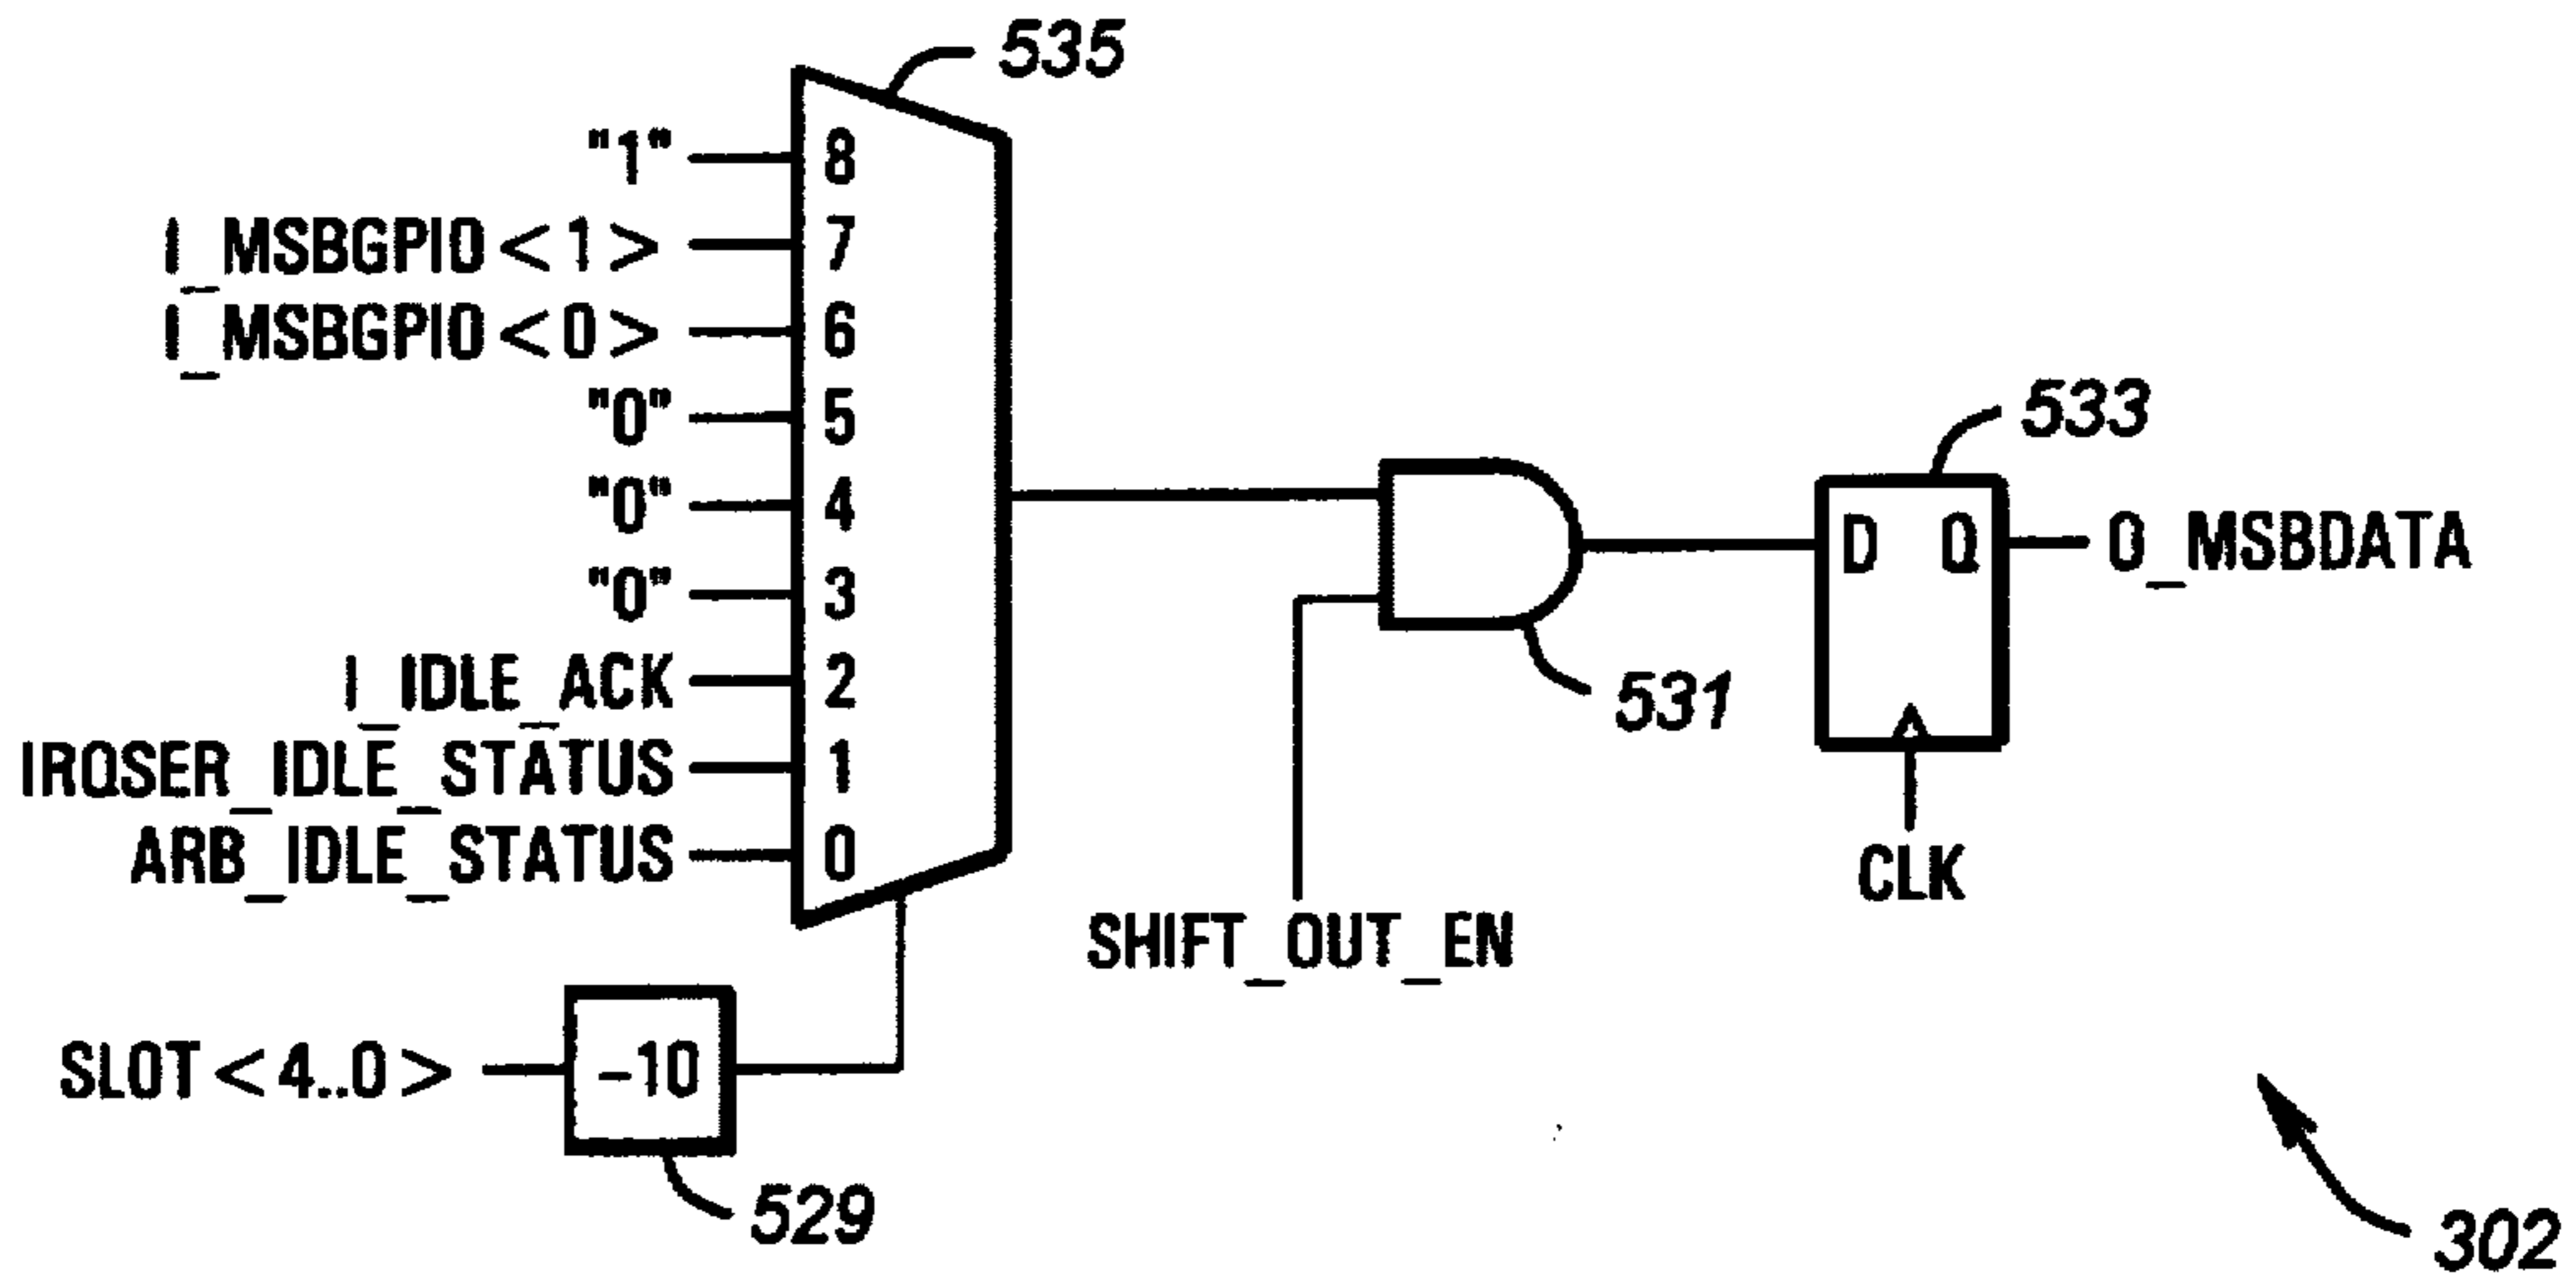 535
"1" 8
I_MSBGPIO<1> 7
I_MSBGPIO<0> 6
"0" 5
"0" 4
"0" 3
I_IDLE_ACK 2
IRQSER_IDLE_STATUS 1
ARB_IDLE_STATUS 0
SLOT<4..0>
-10
529
SHIFT_OUT_EN
531
533
D Q
O_MSBDATA
CLK
302